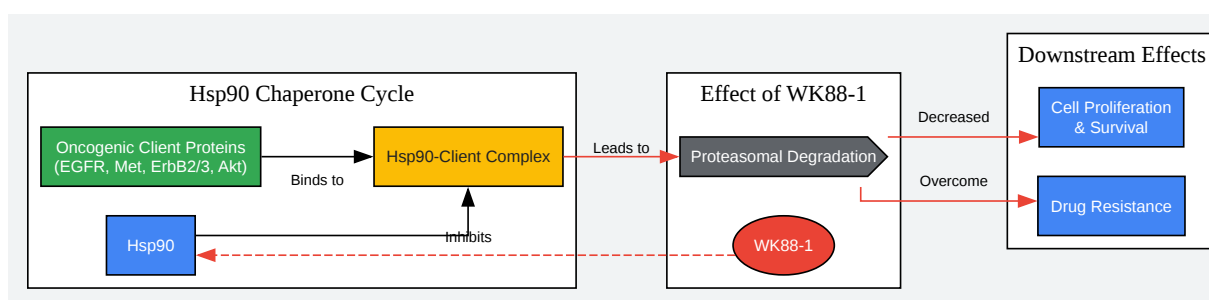 Hsp90 Chaperone Cycle
Oncogenic Client Proteins
(EGFR, Met, ErbB2/3, Akt)
Binds to
Hsp90-Client Complex
Hsp90
Inhibits
Leads to
Effect of WK88-1
Proteasomal Degradation
WK88-1
Decreased
Overcome
Downstream Effects
Cell Proliferation
& Survival
Drug Resistance